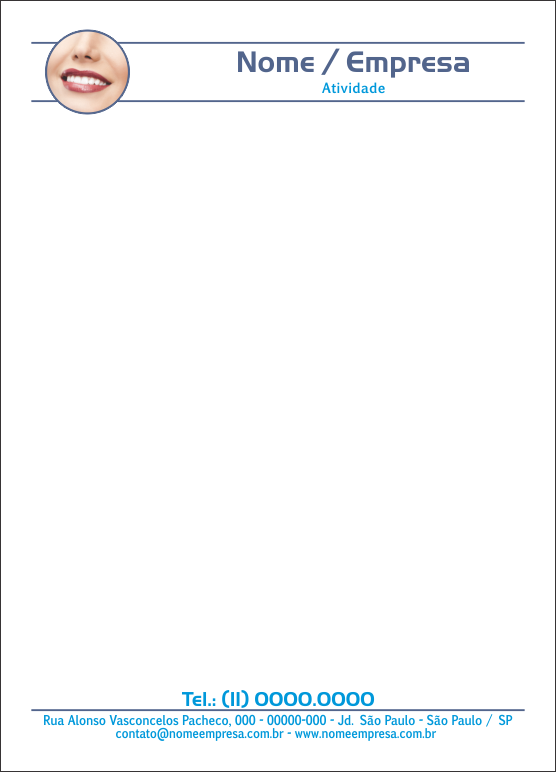 Nome / Empresa
Atividade
Tel.: (11) 0000.0000
Rua Alonso Vasconcelos Pacheco, 000 - 00000-000 - Jd. São Paulo - São Paulo / SP
contato@nomeempresa.com.br - www.nomeempresa.com.br